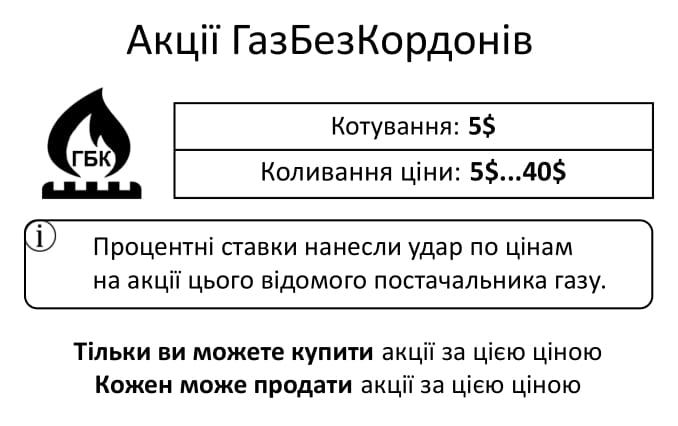 Акції ГазБезКордонів
ГБК
Котування: 5$
Коливання ціни: 5$...40$
i
Процентні ставки нанесли удар по цінам
на акції цього відомого постачальника газу.
Тільки ви можете купити акції за цією ціною
Кожен може продати акції за цією ціною